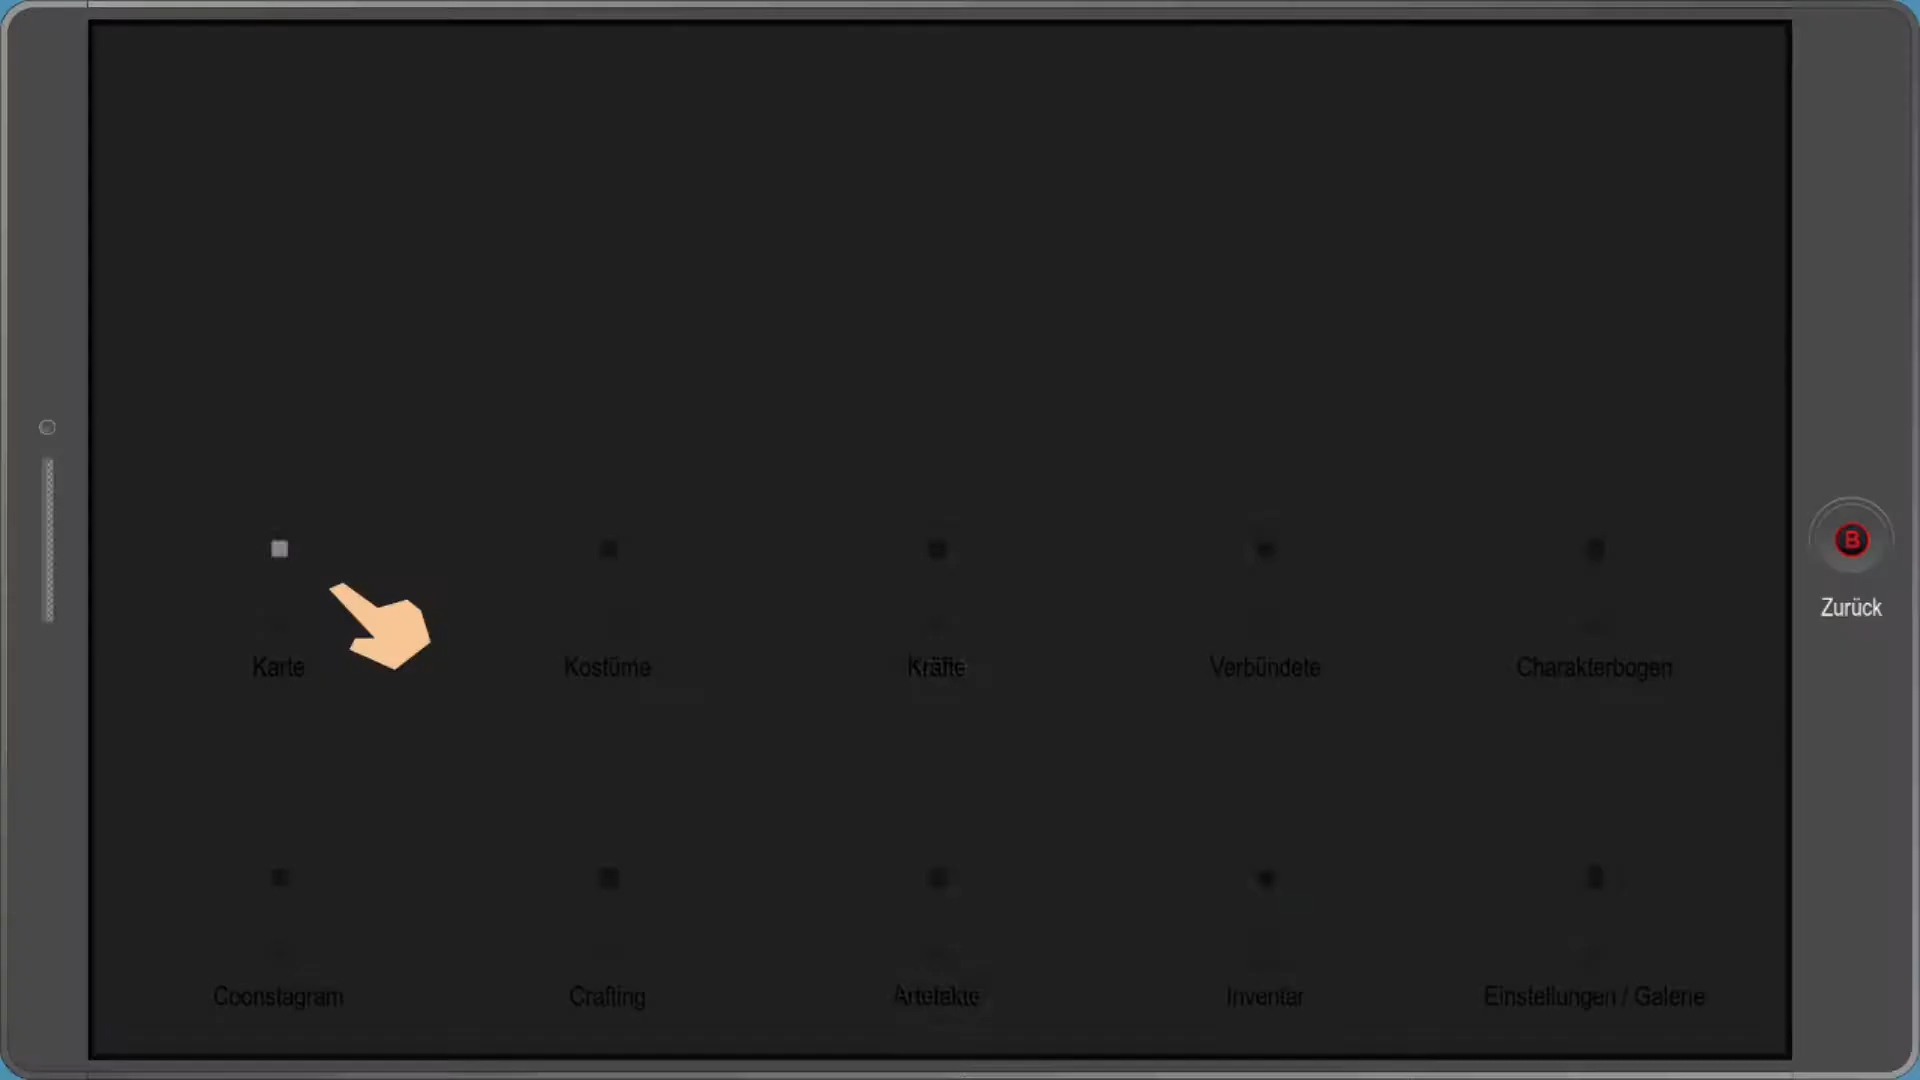 B
Zurück
Karte
Kostüme
Kräfte
Verbündete
Charakterbogen
Coonstagram
Crafting
Artefakte
Inventar
Einstellungen / Galerie